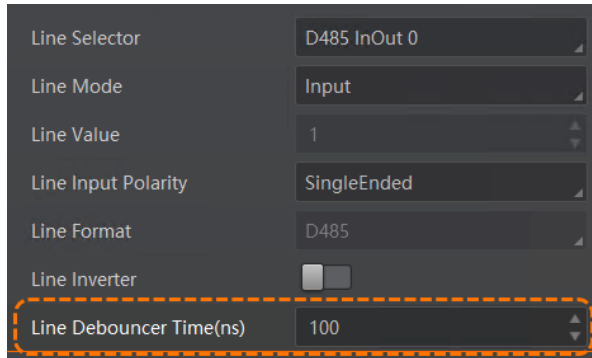 Line Selector D485 InOut 0
Line Mode Input
Line Value 1
Line Input Polarity SingleEnded
Line Format D485
Line Inverter
Line Debouncer Time(ns) 100